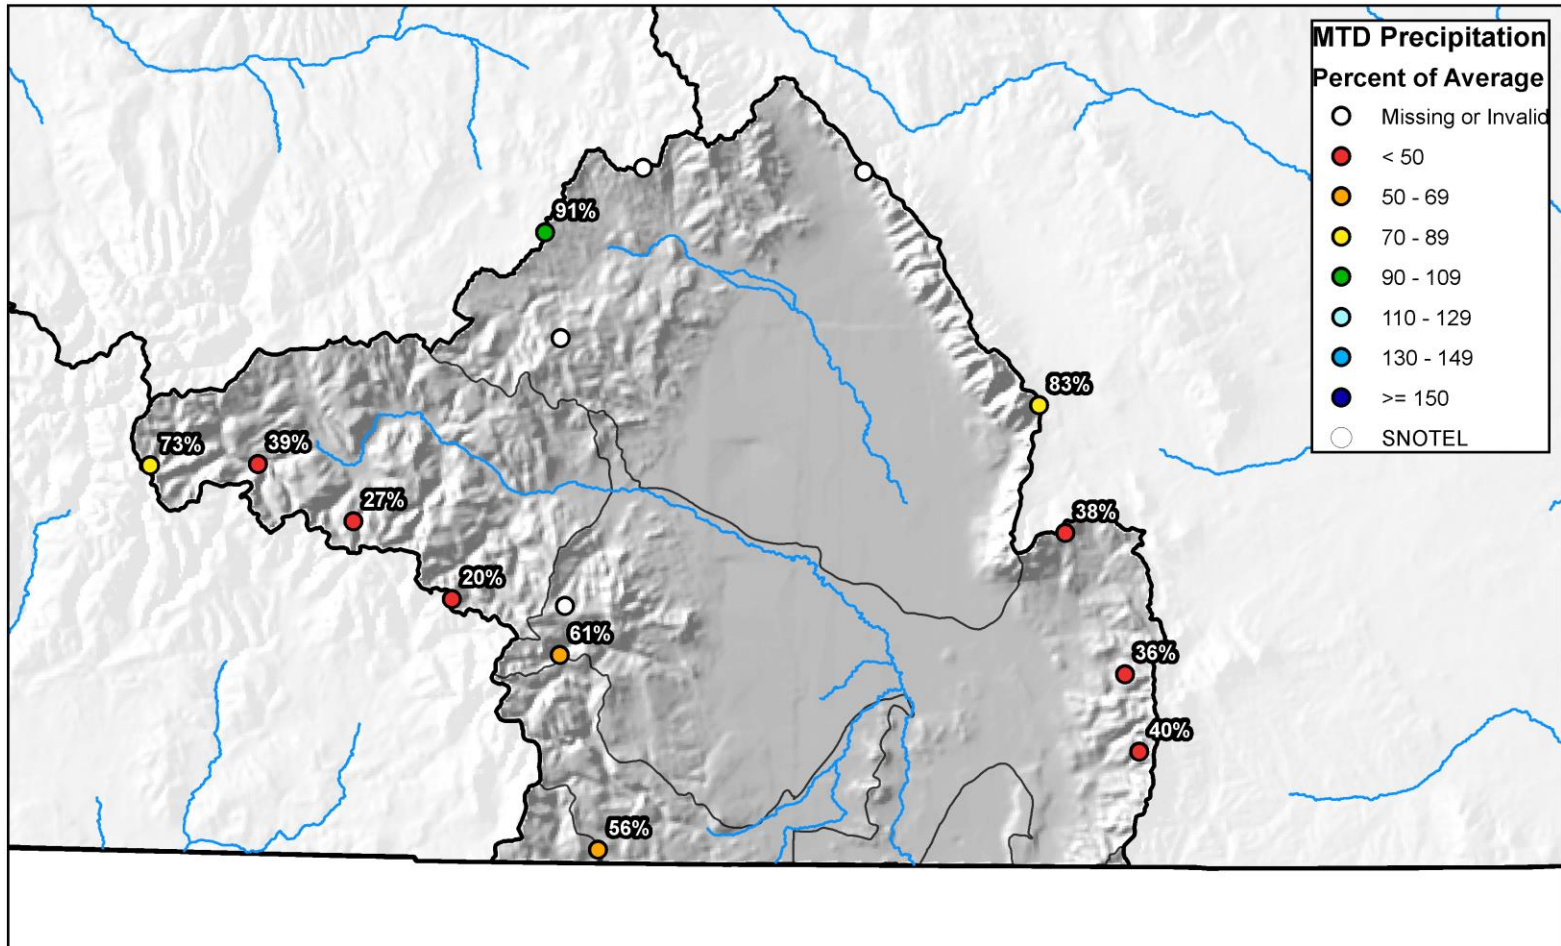 MTD Precipitation
Percent of Average
Missing or Invalid
< 50
50 - 69
70 - 89
90 - 109
110 - 129
130 - 149
>= 150
SNOTEL
91%
83%
73%
39%
27%
38%
20%
61%
36%
40%
56%